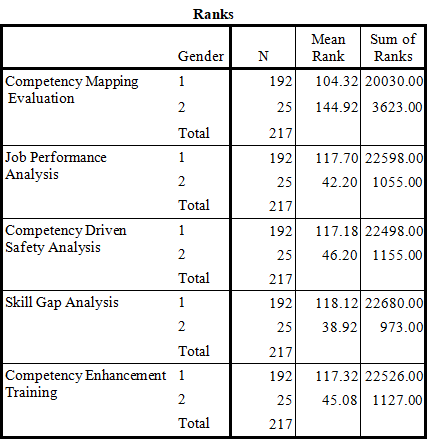 Ranks
Gender N Mean Rank Sum of Ranks
Competency Mapping Evaluation 1 192 104.32 20030.00
2 25 144.92 3623.00
Total 217
Job Performance Analysis 1 192 117.70 22598.00
2 25 42.20 1055.00
Total 217
Competency Driven Safety Analysis 1 192 117.18 22498.00
2 25 46.20 1155.00
Total 217
Skill Gap Analysis 1 192 118.12 22680.00
2 25 38.92 973.00
Total 217
Competency Enhancement Training 1 192 117.32 22526.00
2 25 45.08 1127.00
Total 217